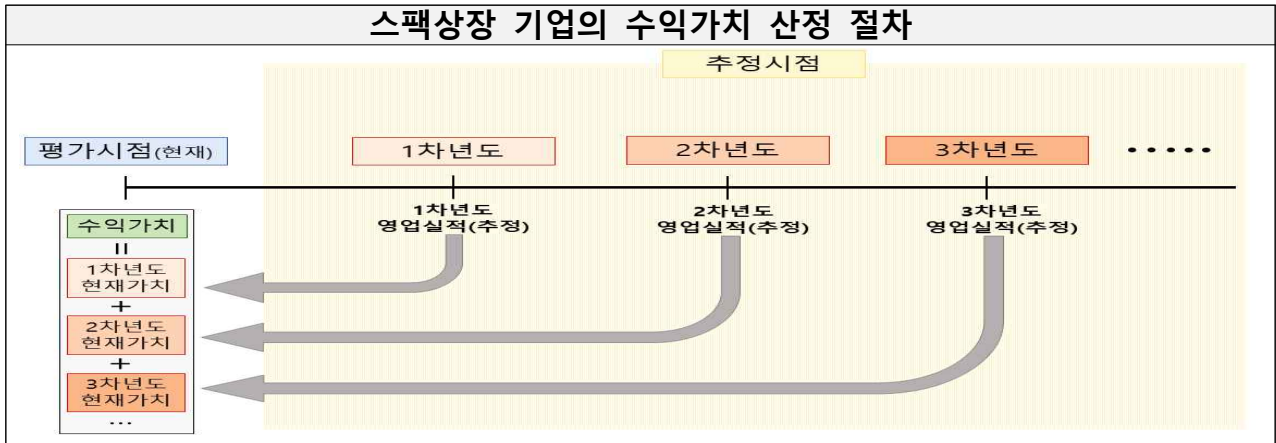 스팩상장 기업의 수익가치 산정 절차
추정시점
평가시점(현재)
1차년도
2차년도
3차년도
• • • • •
1차년도
영업실적(추정)
2차년도
영업실적(추정)
3차년도
영업실적(추정)
수익가치
=
1차년도
현재가치
+
2차년도
현재가치
+
3차년도
현재가치
...